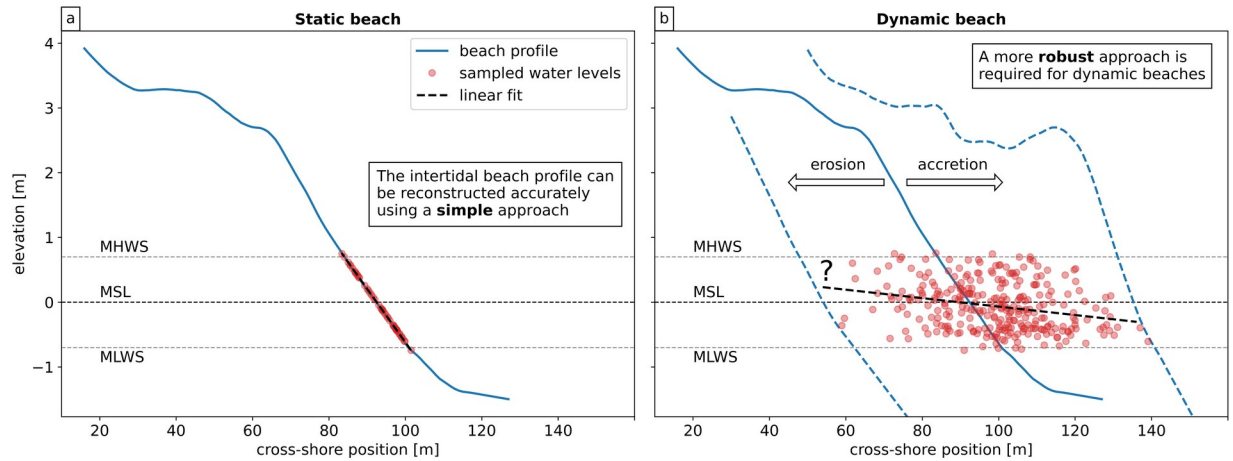 a
Static beach
4
3
2
1
0
−1
elevation [m]
beach profile
sampled water levels
linear fit
The intertidal beach profile can
be reconstructed accurately
using a simple approach
MHWS
MSL
MLWS
20
40
60
80
100
120
140
cross-shore position [m]
b
Dynamic beach
A more robust approach is
required for dynamic beaches
erosion
accretion
MHWS
?
MSL
MLWS
20
40
60
80
100
120
140
cross-shore position [m]